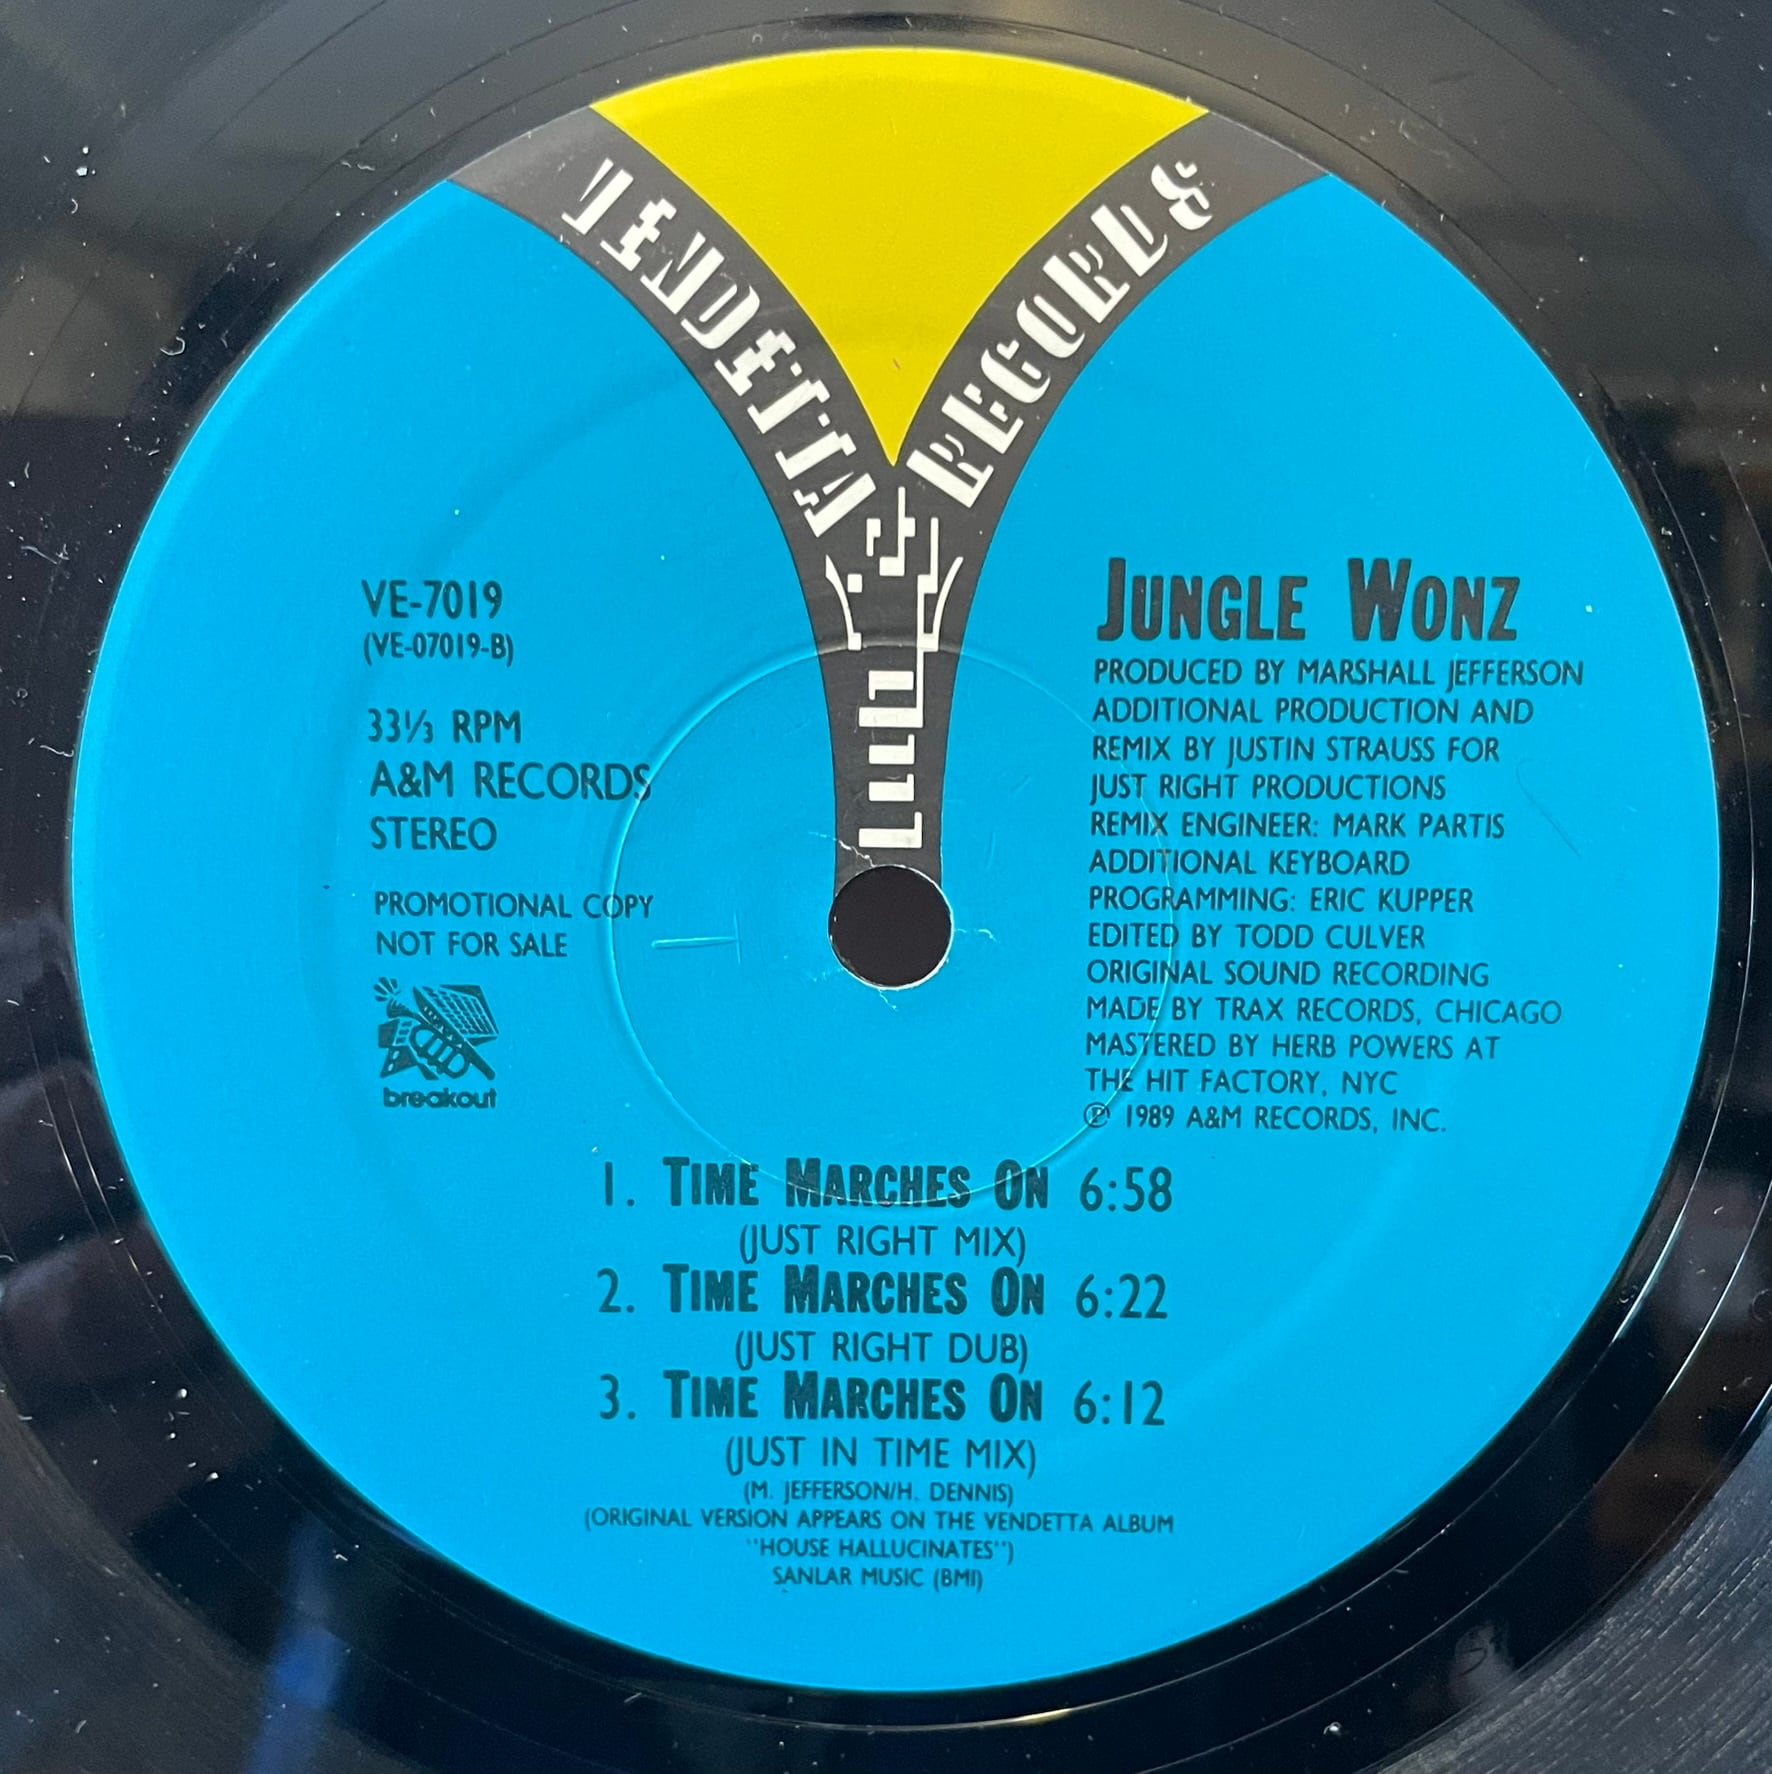 VENDETTA RECORDS
VE-7019
(VE-07019-B)
33⅓ RPM
A&M RECORDS
STEREO
PROMOTIONAL COPY
NOT FOR SALE
breakout
JUNGLE WONZ
PRODUCED BY MARSHALL JEFFERSON
ADDITIONAL PRODUCTION AND
REMIX BY JUSTIN STRAUSS FOR
JUST RIGHT PRODUCTIONS
REMIX ENGINEER: MARK PARTIS
ADDITIONAL KEYBOARD
PROGRAMMING: ERIC KUPPER
EDITED BY TODD CULVER
ORIGINAL SOUND RECORDING
MADE BY TRAX RECORDS, CHICAGO
MASTERED BY HERB POWERS AT
THE HIT FACTORY, NYC
℗ 1989 A&M RECORDS, INC.
1. TIME MARCHES ON 6:58
(JUST RIGHT MIX)
2. TIME MARCHES ON 6:22
(JUST RIGHT DUB)
3. TIME MARCHES ON 6:12
(JUST IN TIME MIX)
(M. JEFFERSON/H. DENNIS)
(ORIGINAL VERSION APPEARS ON THE VENDETTA ALBUM
"HOUSE HALLUCINATES")
SANLAR MUSIC (BMI)